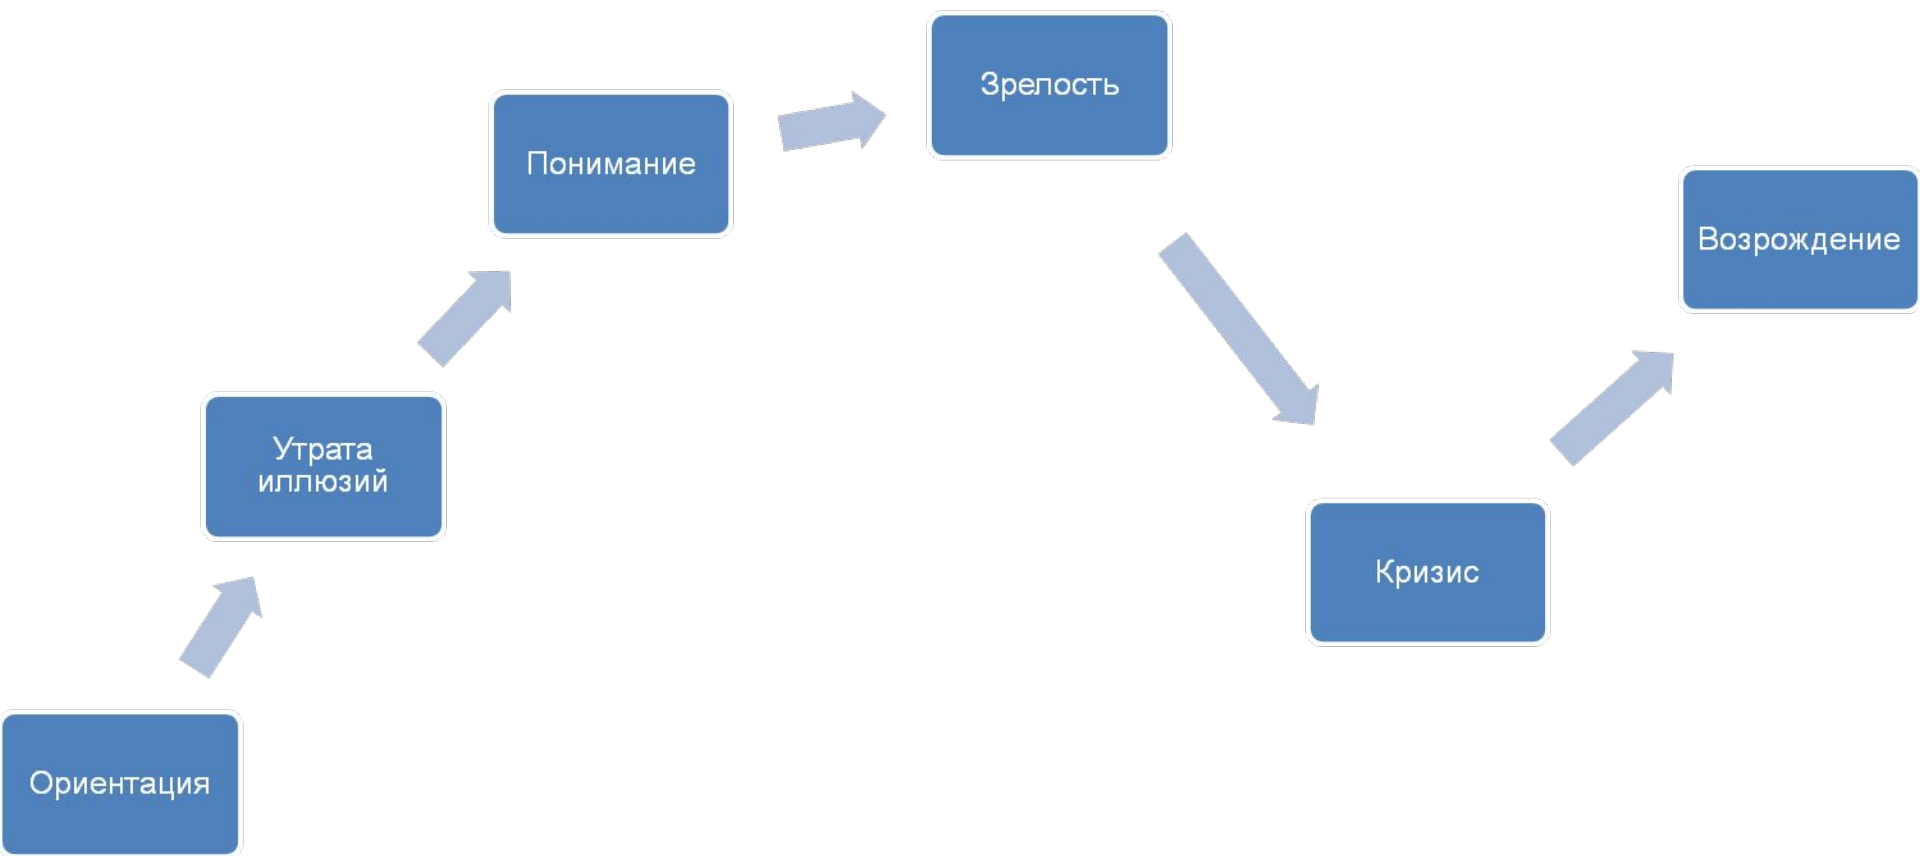 Ориентация
Утрата
иллюзий
Понимание
Зрелость
Кризис
Возрождение